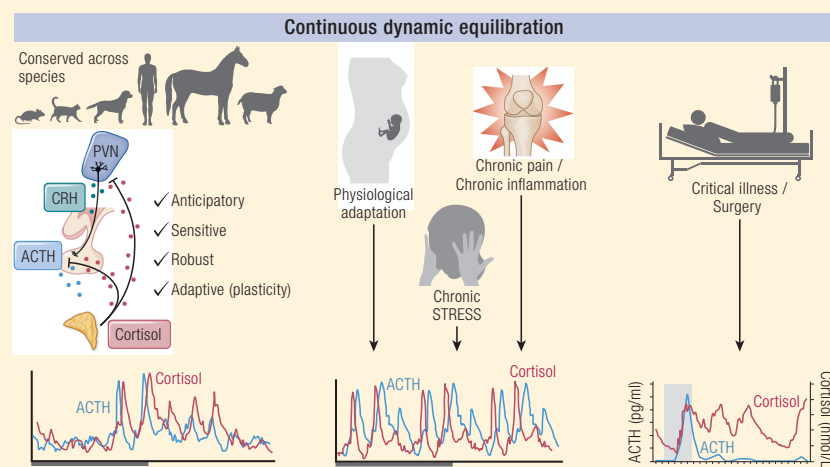 Continuous dynamic equilibration
Conserved across
species
PVN
CRH
ACTH
Cortisol
✓ Anticipatory
✓ Sensitive
✓ Robust
✓ Adaptive (plasticity)
Physiological
adaptation
Chronic
STRESS
Chronic pain /
Chronic inflammation
Critical illness /
Surgery
Cortisol
ACTH
ACTH
Cortisol
ACTH (pg/ml)
Cortisol
ACTH
Cortisol